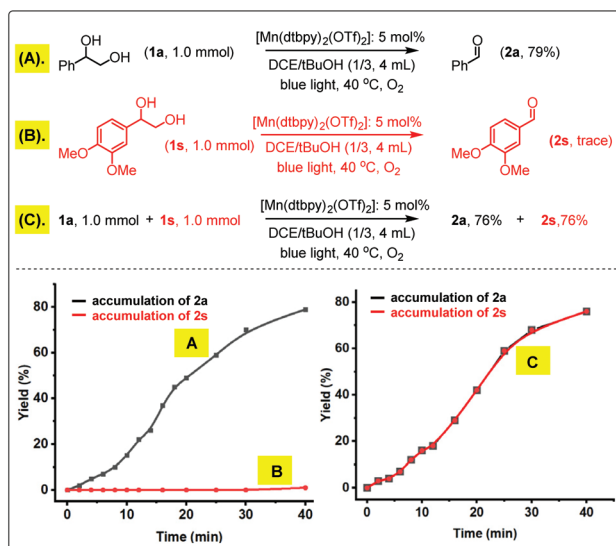 OH
OH
Ph
(A).
(1a, 1.0 mmol)
[Mn(dtbpy)2(OTf)2]: 5 mol%
DCE/tBuOH (1/3, 4 mL)
blue light, 40 ºC, O2
O
Ph
(2a, 79%)
OH
OH
MeO
OMe
(B).
(1s, 1.0 mmol)
[Mn(dtbpy)2(OTf)2]: 5 mol%
DCE/tBuOH (1/3, 4 mL)
blue light, 40 ºC, O2
O
MeO
OMe
(2s, trace)
(C).
1a, 1.0 mmol + 1s, 1.0 mmol
[Mn(dtbpy)2(OTf)2]: 5 mol%
DCE/tBuOH (1/3, 4 mL)
blue light, 40 ºC, O2
2a, 76% + 2s,76%
accumulation of 2a
accumulation of 2s
A
B
Yield (%)
80
60
40
20
0
0 10 20 30 40
Time (min)
accumulation of 2a
accumulation of 2s
C
Yield (%)
80
60
40
20
0
0 10 20 30 40
Time (min)